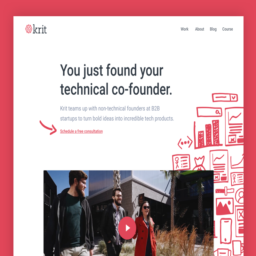 krit
Work About Blog Course
You just found your
technical co-founder.
Krit teams up with non-technical founders at B2B
startups to turn bold ideas into incredible tech products.
Schedule a free consultation